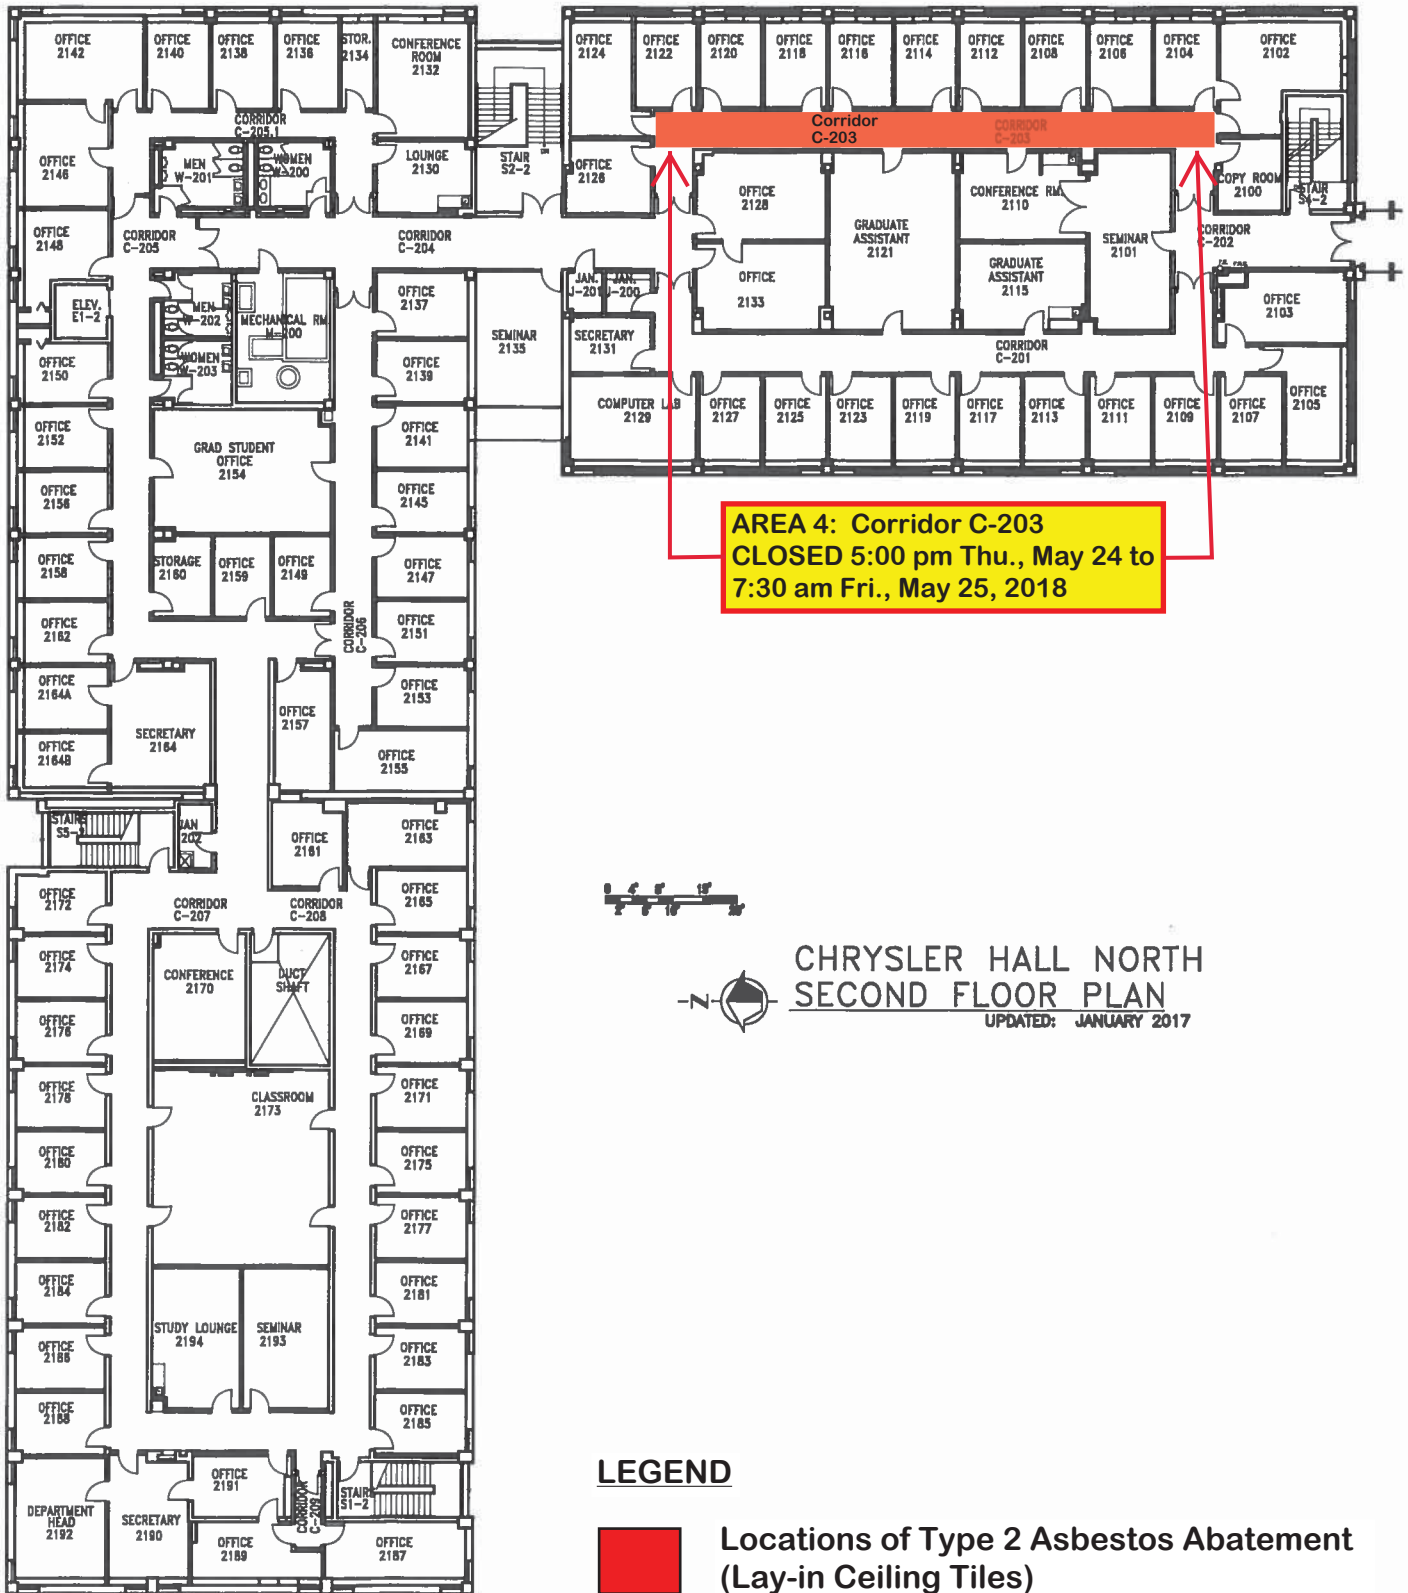 OFFICE
2142
OFFICE
2140
OFFICE
2138
OFFICE
2136
STOR.
2134
CONFERENCE
ROOM
2132
OFFICE
2124
OFFICE
2122
OFFICE
2120
OFFICE
2118
OFFICE
2116
OFFICE
2114
OFFICE
2112
OFFICE
2108
OFFICE
2106
OFFICE
2104
OFFICE
2102
CORRIDOR
C-205.1
Corridor
C-203
CORRIDOR
C-203
OFFICE
2146
MEN
W-201
WOMEN
W-200
LOUNGE
2130
STAIR
S2-2
OFFICE
2126
OFFICE
2128
GRADUATE
ASSISTANT
2121
CONFERENCE RM.
2110
SEMINAR
2101
COPY ROOM
2100
STAIR
S4-2
OFFICE
2148
CORRIDOR
C-205
CORRIDOR
C-204
CORRIDOR
C-202
ELEV.
E1-2
MEN
W-202
MECHANICAL RM.
M-200
OFFICE
2137
SEMINAR
2135
JAN.
J-201
JAN.
J-200
OFFICE
2133
GRADUATE
ASSISTANT
2115
OFFICE
2103
SECRETARY
2131
CORRIDOR
C-201
OFFICE
2150
WOMEN
W-203
OFFICE
2139
COMPUTER LAB
2129
OFFICE
2127
OFFICE
2125
OFFICE
2123
OFFICE
2119
OFFICE
2117
OFFICE
2113
OFFICE
2111
OFFICE
2109
OFFICE
2107
OFFICE
2105
OFFICE
2152
GRAD STUDENT
OFFICE
2154
OFFICE
2141
OFFICE
2156
OFFICE
2145
AREA 4: Corridor C-203
CLOSED 5:00 pm Thu., May 24 to
7:30 am Fri., May 25, 2018
OFFICE
2158
STORAGE
2160
OFFICE
2159
OFFICE
2149
OFFICE
2147
OFFICE
2162
CORRIDOR
C-206
OFFICE
2151
OFFICE
2164A
SECRETARY
2164
OFFICE
2157
OFFICE
2153
OFFICE
2164B
OFFICE
2155
STAIRS
S5-2
JAN
202
OFFICE
2161
OFFICE
2163
OFFICE
2172
CORRIDOR
C-207
CORRIDOR
C-208
OFFICE
2165
OFFICE
2174
CONFERENCE
2170
DUCT
SHAFT
OFFICE
2167
N
CHRYSLER HALL NORTH
SECOND FLOOR PLAN
UPDATED: JANUARY 2017
OFFICE
2176
OFFICE
2169
OFFICE
2178
CLASSROOM
2173
OFFICE
2171
OFFICE
2180
OFFICE
2175
OFFICE
2182
OFFICE
2177
OFFICE
2184
OFFICE
2181
OFFICE
2186
STUDY LOUNGE
2194
SEMINAR
2193
OFFICE
2183
OFFICE
2188
OFFICE
2185
DEPARTMENT
HEAD
2192
SECRETARY
2190
OFFICE
2191
CORRIDOR
C-209
STAIRS
S1-2
OFFICE
2189
OFFICE
2187
LEGEND
Locations of Type 2 Asbestos Abatement
(Lay-in Ceiling Tiles)